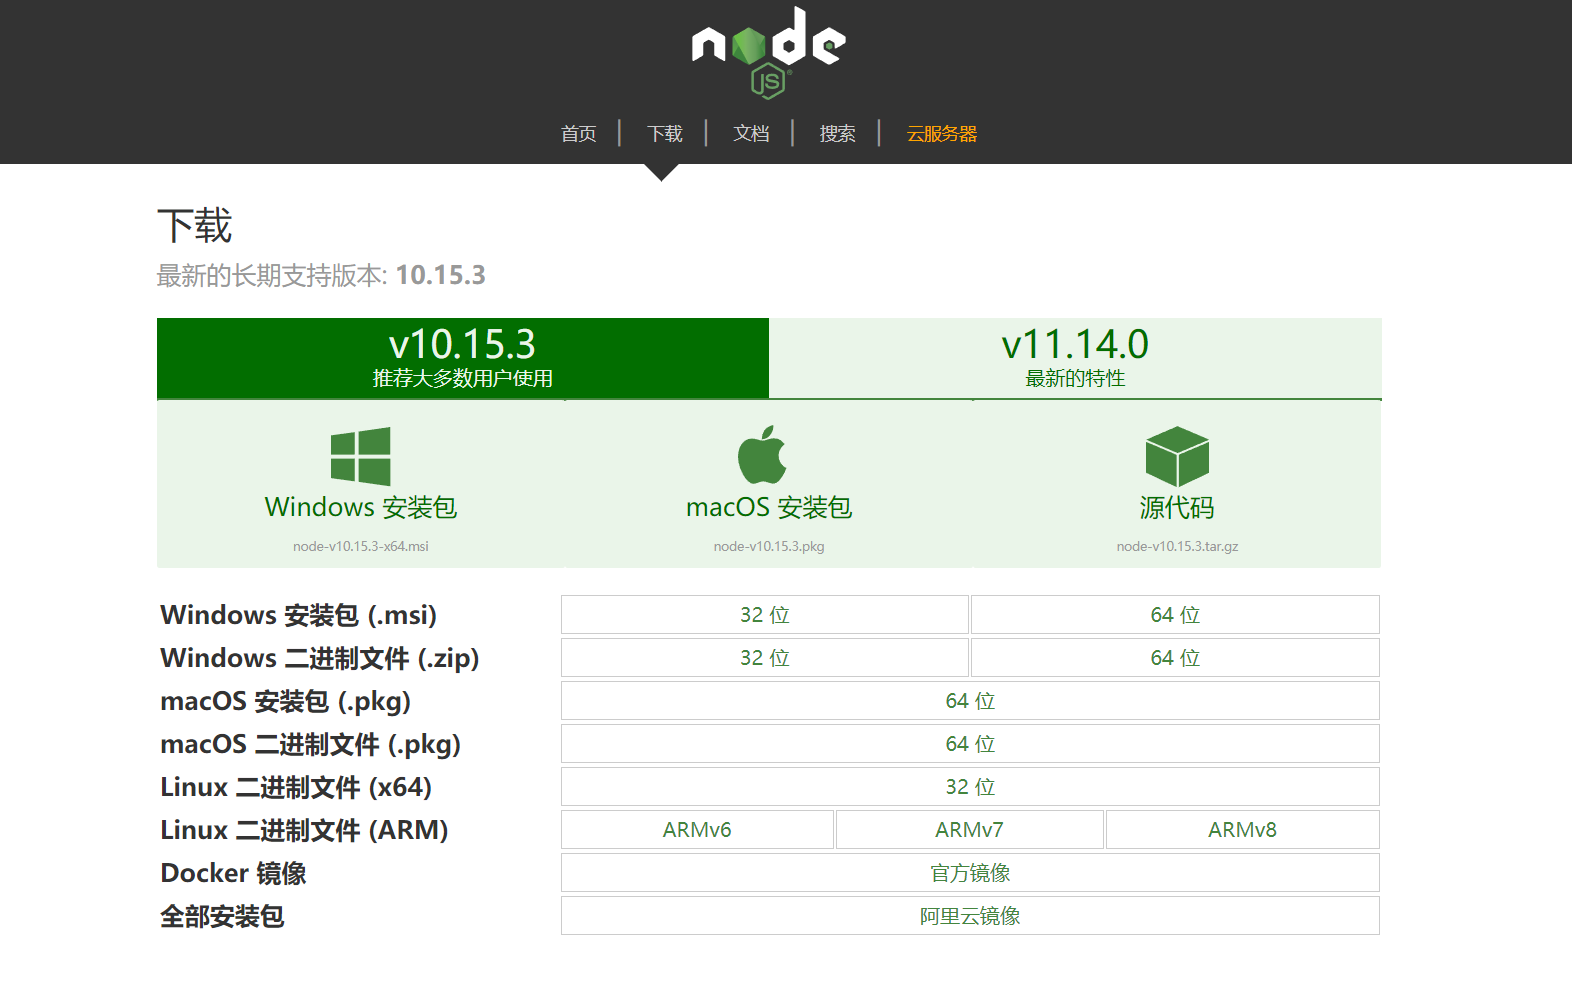 node
JS®
首页 | 下载 | 文档 | 搜索 | 云服务器
下载
最新的长期支持版本: 10.15.3
v10.15.3
推荐大多数用户使用
v11.14.0
最新的特性
Windows 安装包
node-v10.15.3-x64.msi
macOS 安装包
node-v10.15.3.pkg
源代码
node-v10.15.3.tar.gz
Windows 安装包 (.msi) 32 位 64 位
Windows 二进制文件 (.zip) 32 位 64 位
macOS 安装包 (.pkg) 64 位
macOS 二进制文件 (.pkg) 64 位
Linux 二进制文件 (x64) 32 位
Linux 二进制文件 (ARM) ARMv6 ARMv7 ARMv8
Docker 镜像 官方镜像
全部安装包 阿里云镜像